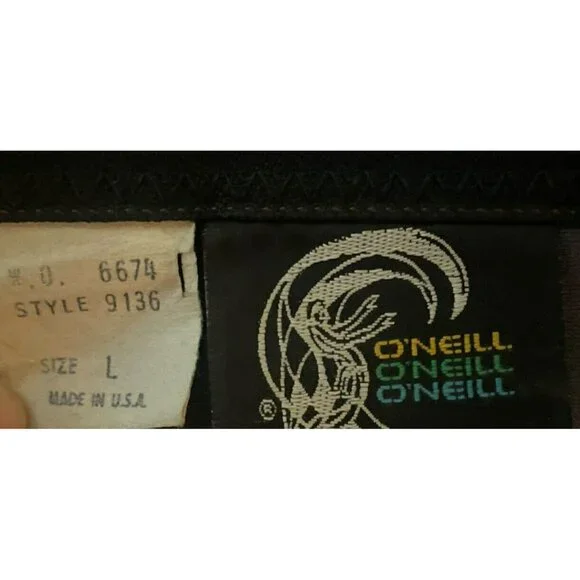 W.O. 6674
STYLE 9136
SIZE L
MADE IN U.S.A.
O'NEILL
O'NEILL
O'NEILL
®